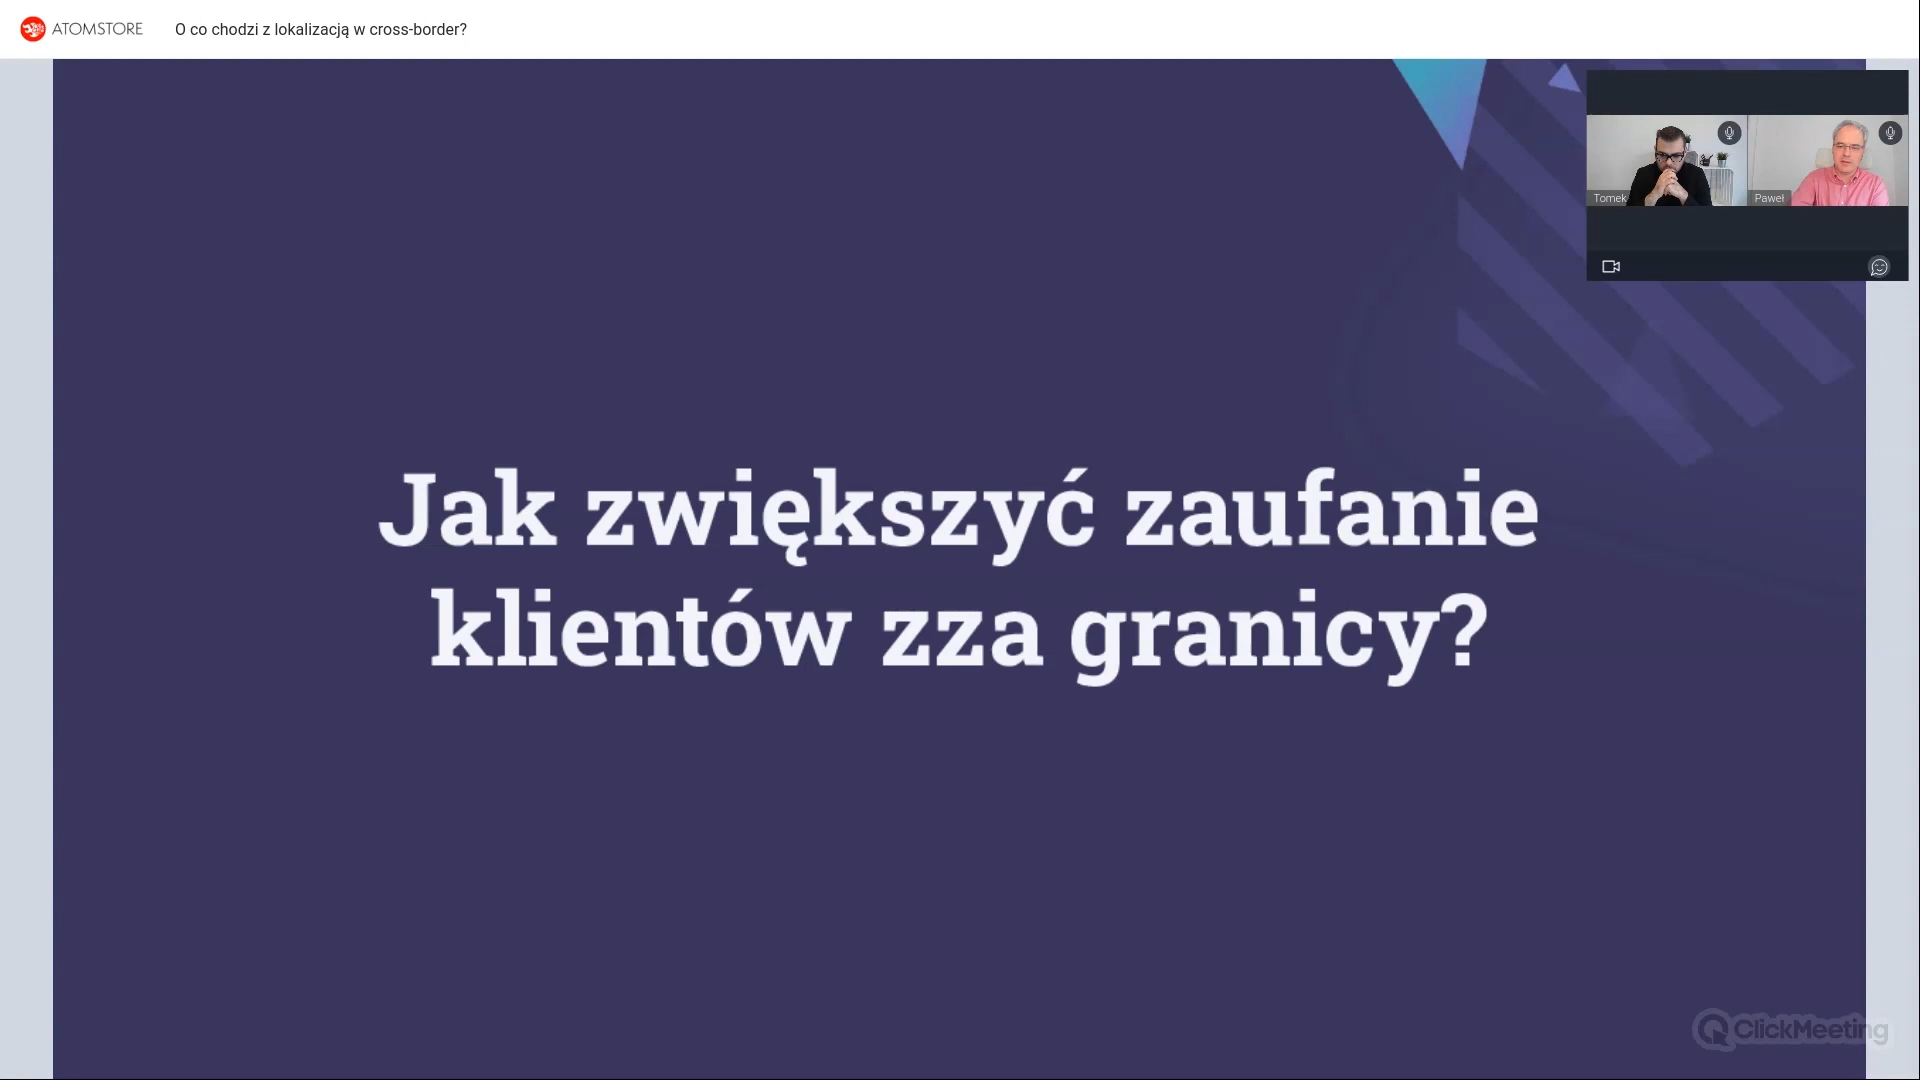 ATOMSTORE
O co chodzi z lokalizacją w cross-border?
Tomek
Paweł
Jak zwiększyć zaufanie
klientów zza granicy?
ClickMeeting